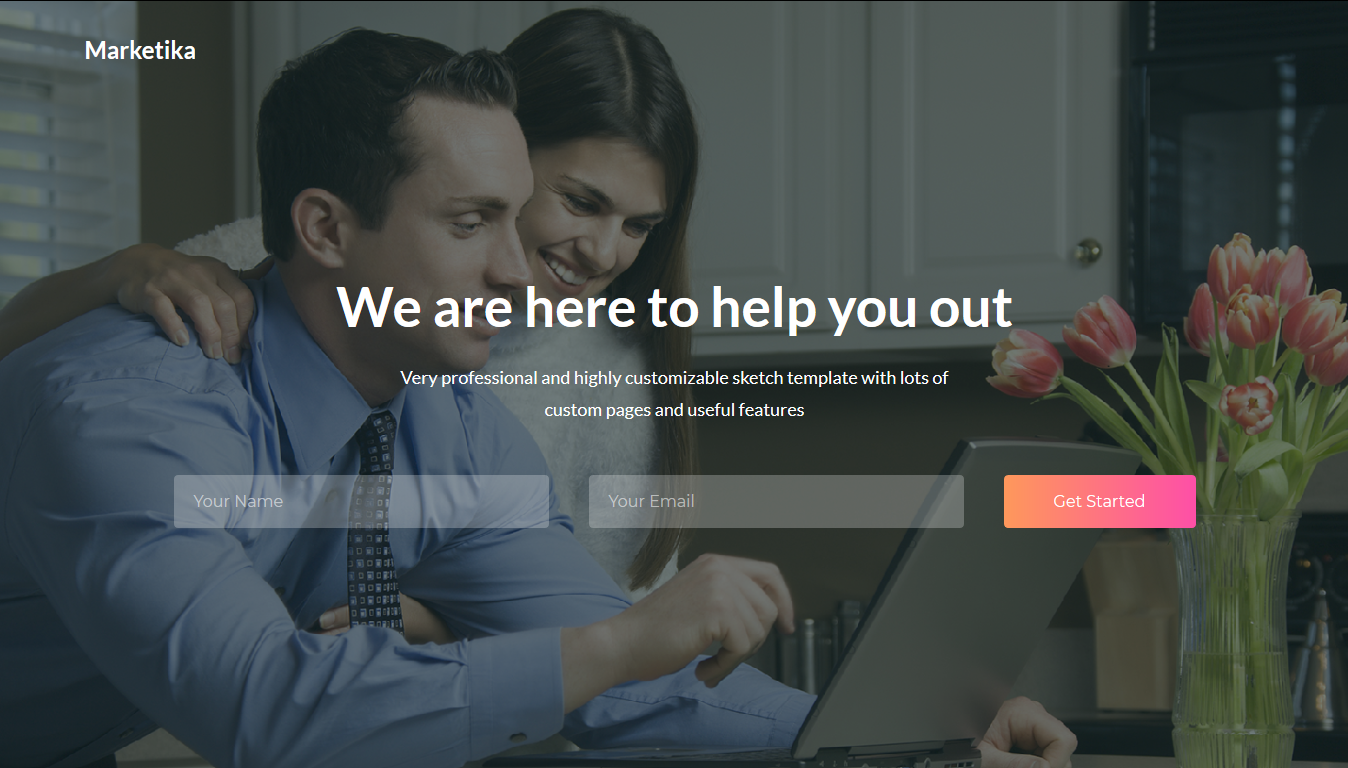 Marketika
We are here to help you out
Very professional and highly customizable sketch template with lots of
custom pages and useful features
Your Name
Your Email
Get Started